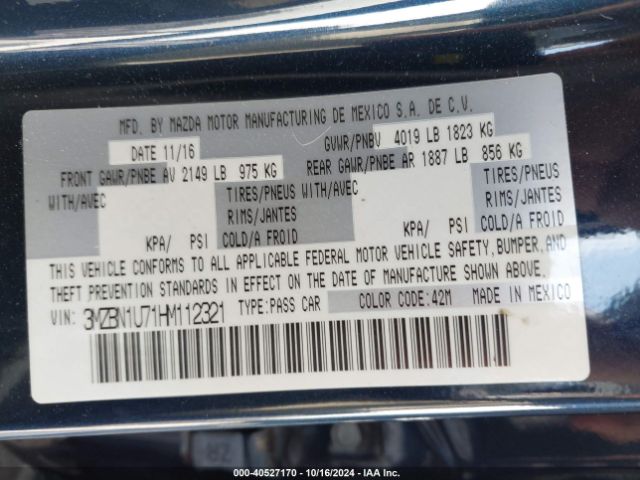 MFD. BY MAZDA MOTOR MANUFACTURING DE MEXICO S.A. DE C.V.
DATE 11/16 GVWR/PNBV 4019 LB 1823 KG
FRONT GAWR/PNBE AV 2149 LB 975 KG REAR GAWR/PNBE AR 1887 LB 856 KG
WITH/AVEC TIRES/PNEUS WITH/AVEC TIRES/PNEUS
RIMS/JANTES RIMS/JANTES
KPA/ PSI COLD/A FROID KPA/ PSI COLD/A FROID
THIS VEHICLE CONFORMS TO ALL APPLICABLE FEDERAL MOTOR VEHICLE SAFETY, BUMPER, AND
THEFT PREVENTION STANDARDS IN EFFECT ON THE DATE OF MANUFACTURE SHOWN ABOVE.
VIN: 3MZBN1U71HM112321 TYPE:PASS CAR COLOR CODE:42M MADE IN MEXICO
000-40527170 - 10/16/2024 - IAA Inc.